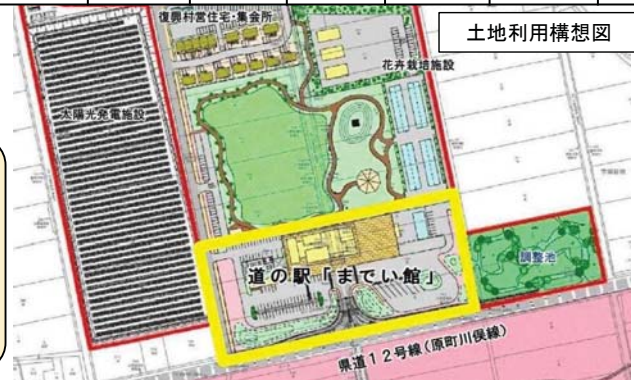 土地利用構想図
復興村営住宅・集会所
花卉栽培施設
太陽光発電施設
道の駅「までい館」
調整池
県道12号線(原町川俣線)